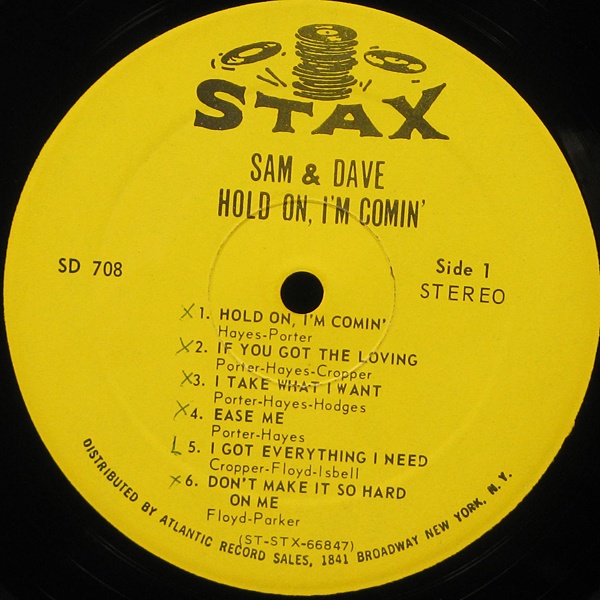 STAX
SAM & DAVE
HOLD ON, I'M COMIN'
SD 708
Side 1
STEREO
X 1. HOLD ON, I'M COMIN'
Hayes-Porter
X 2. IF YOU GOT THE LOVING
Porter-Hayes-Cropper
X 3. I TAKE WHAT I WANT
Porter-Hayes-Hodges
X 4. EASE ME
Porter-Hayes
L 5. I GOT EVERYTHING I NEED
Cropper-Floyd-Isbell
X 6. DON'T MAKE IT SO HARD
ON ME
Floyd-Parker
(ST-STX-66847)
DISTRIBUTED BY ATLANTIC RECORD SALES, 1841 BROADWAY NEW YORK, N. Y.